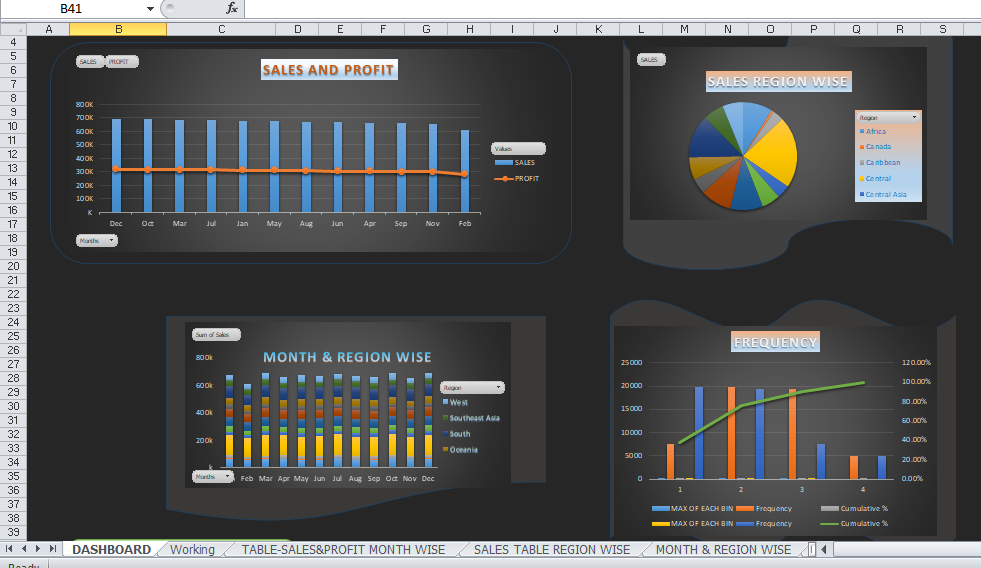 B41
fx
A B C D E F G H I J K L M N O P Q R S
4
5
6
7
8
9
10
11
12
13
14
15
16
17
18
19
20
21
22
23
24
25
26
27
28
29
30
31
32
33
34
35
36
37
38
39
SALES PROFIT
SALES AND PROFIT
800K
700K
600K
500K
400K
300K
200K
100K
K
Dec Oct Mar Jul Jan May Aug Jun Apr Sep Nov Feb
Values
SALES
PROFIT
Months
SALES
SALES REGION WISE
Region
Africa
Canada
Caribbean
Central
Central Asia
Sum of Sales
MONTH & REGION WISE
800k
600k
400k
200k
k
Feb Mar Apr May Jun Jul Aug Sep Oct Nov Dec
Months
Region
West
Southeast Asia
South
Oceania
FREQUENCY
25000
20000
15000
10000
5000
0
120.00%
100.00%
80.00%
60.00%
40.00%
20.00%
0.00%
1 2 3 4
MAX OF EACH BIN Frequency Cumulative %
MAX OF EACH BIN Frequency Cumulative %
DASHBOARD Working TABLE-SALES&PROFIT MONTH WISE SALES TABLE REGION WISE MONTH & REGION WISE
Ready